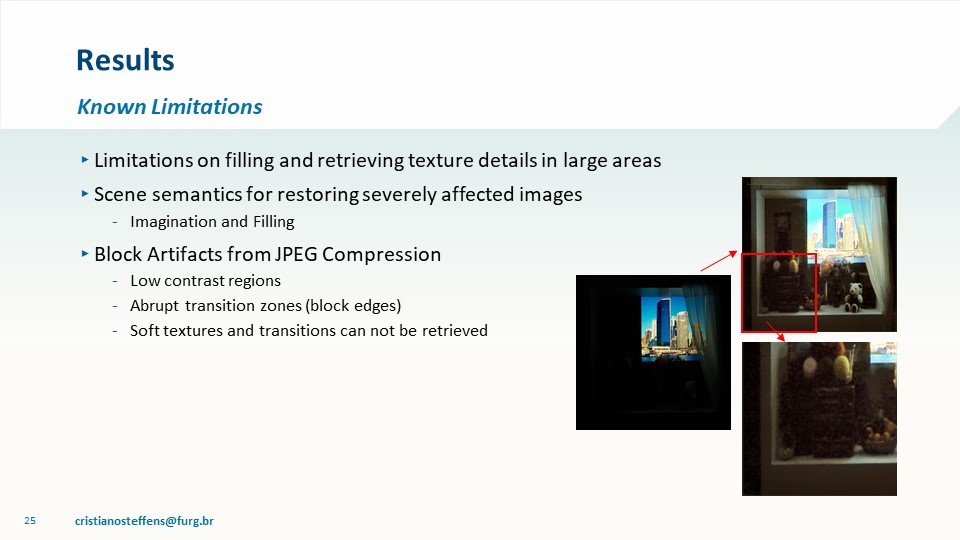 Results
Known Limitations
▸ Limitations on filling and retrieving texture details in large areas
▸ Scene semantics for restoring severely affected images
- Imagination and Filling
▸ Block Artifacts from JPEG Compression
- Low contrast regions
- Abrupt transition zones (block edges)
- Soft textures and transitions can not be retrieved
25
cristianosteffens@furg.br